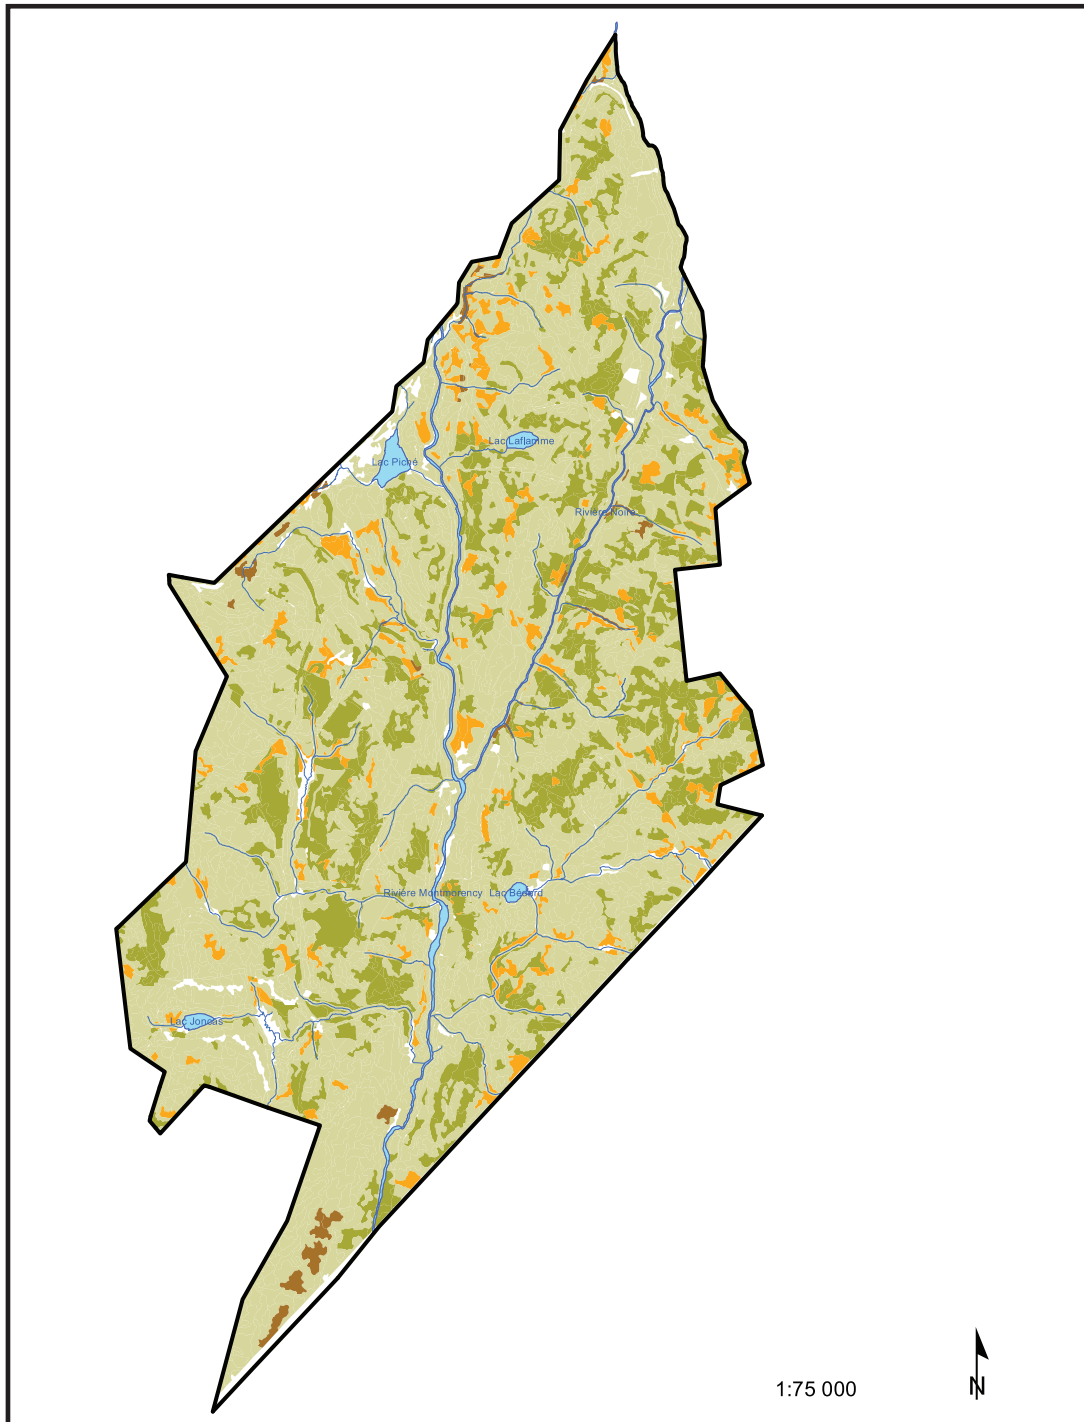 Lac Laflamme
Lac Piché
Rivière Noire
Rivière Montmorency
Lac Bédard
Lac Joncas
1:75 000
N